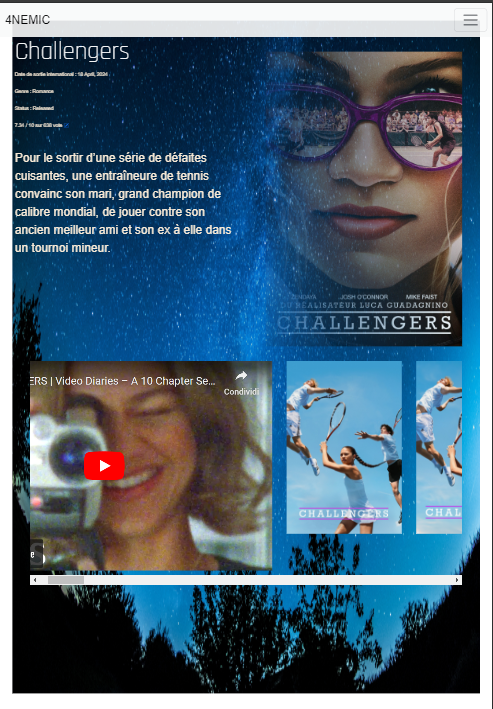 4NEMIC
Challengers
Date de sortie international : 18 April, 2024
Genre : Romance
Status : Released
7.34 / 10 sur 638 vote
Pour le sortir d'une série de défaites
cuisantes, une entraîneure de tennis
convainc son mari, grand champion de
calibre mondial, de jouer contre son
ancien meilleur ami et son ex à elle dans
un tournoi mineur.
JOSH O'CONNOR MIKE FAIST
DU RÉALISATEUR LUCA GUADAGNINO
CHALLENGERS
ERS | Video Diaries – A 10 Chapter Se...
Condividi
CHALLENGERS
CHALL